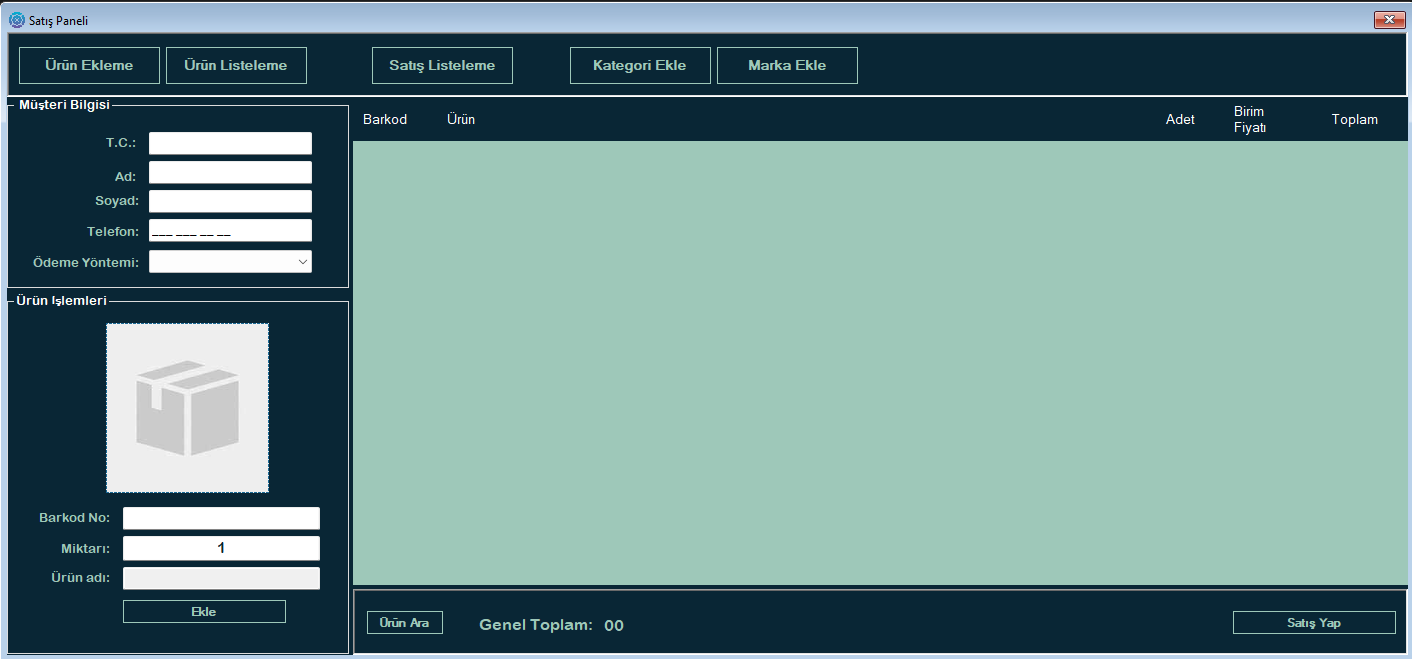 Satış Paneli
Ürün Ekleme
Ürün Listeleme
Satış Listeleme
Kategori Ekle
Marka Ekle
Müşteri Bilgisi
T.C.:
Ad:
Soyad:
Telefon:
___ ___ __ __
Ödeme Yöntemi:
Ürün Işlemleri
Barkod No:
Miktarı:
1
Ürün adı:
Ekle
Barkod
Ürün
Adet
Birim
Fiyatı
Toplam
Ürün Ara
Genel Toplam: 00
Satış Yap